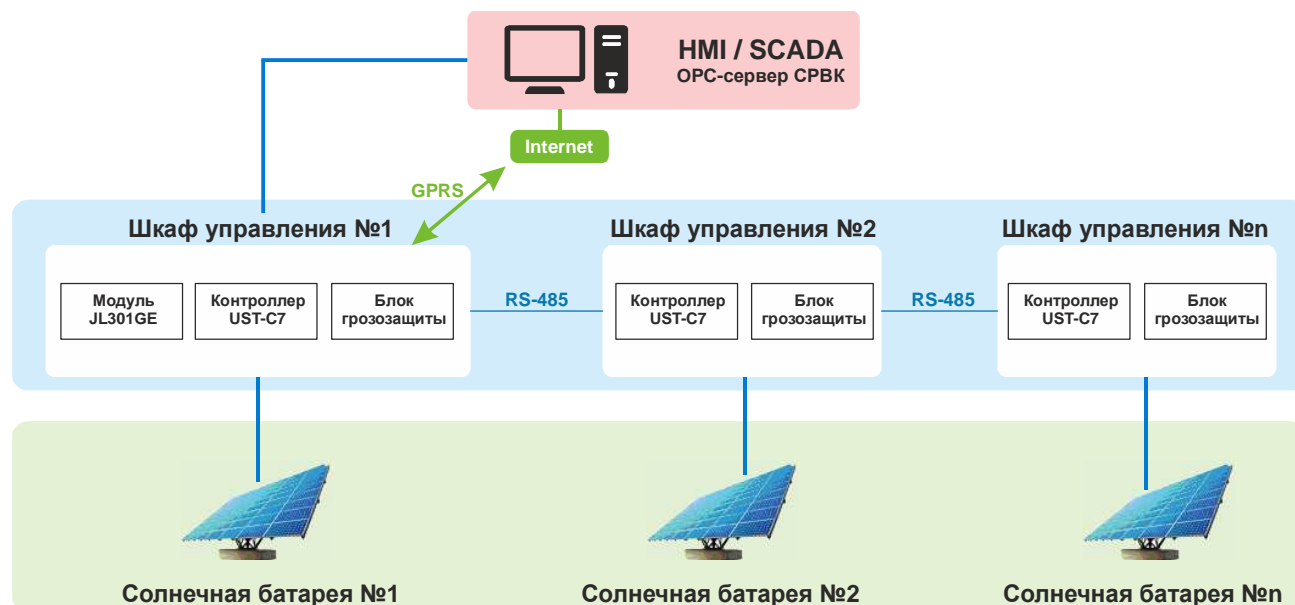 HMI / SCADA
ОРС-сервер СРВК
Internet
GPRS
Шкаф управления №1
Шкаф управления №2
Шкаф управления №n
Модуль
JL301GE
Контроллер
UST-C7
Блок
грозозащиты
RS-485
Контроллер
UST-C7
Блок
грозозащиты
RS-485
Контроллер
UST-C7
Блок
грозозащиты
Солнечная батарея №1
Солнечная батарея №2
Солнечная батарея №n